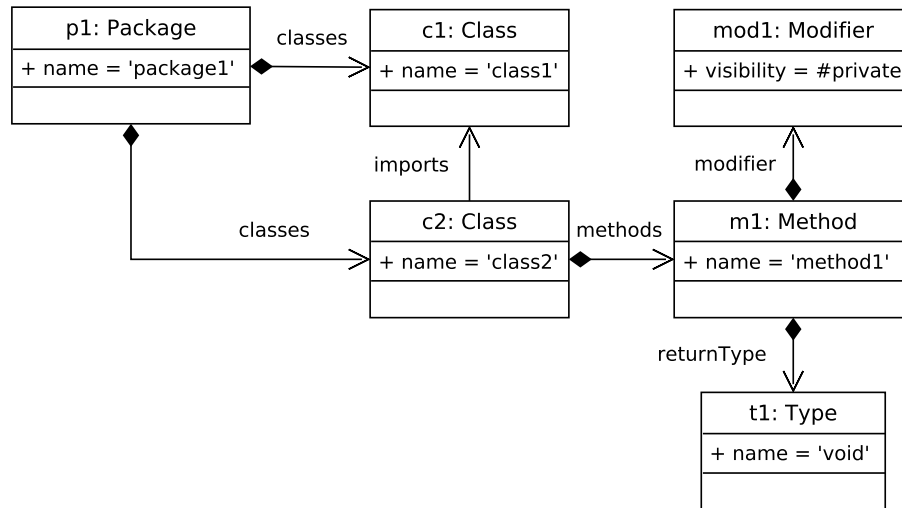 p1: Package
+ name = 'package1'
classes
c1: Class
+ name = 'class1'
mod1: Modifier
+ visibility = #private
imports
modifier
classes
c2: Class
+ name = 'class2'
methods
m1: Method
+ name = 'method1'
returnType
t1: Type
+ name = 'void'